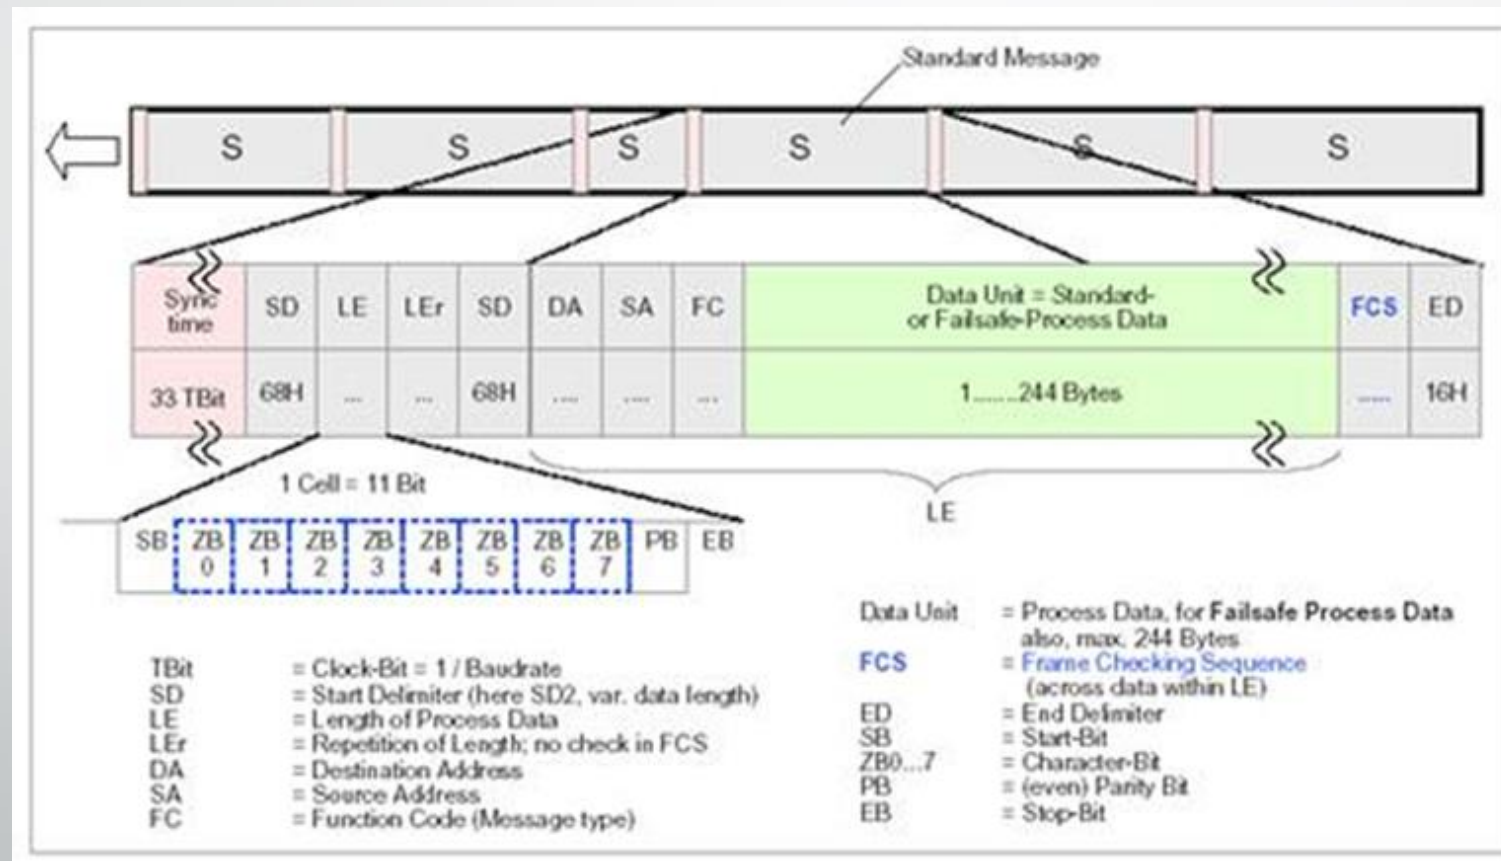 Standard Message
S S S S S S
Sync time SD LE LEr SD DA SA FC Data Unit = Standard- or Failsafe-Process Data FCS ED
33 TBit 68H ... ... 68H .... .... ... 1.......244 Bytes ..... 16H
1 Cell = 11 Bit
LE
SB ZB 0 ZB 1 ZB 2 ZB 3 ZB 4 ZB 5 ZB 6 ZB 7 PB EB
TBit = Clock-Bit = 1 / Baudrate
SD = Start Delimiter (here SD2, var. data length)
LE = Length of Process Data
LEr = Repetition of Length; no check in FCS
DA = Destination Address
SA = Source Address
FC = Function Code (Message type)
Data Unit = Process Data, for Failsafe Process Data
also, max. 244 Bytes
FCS = Frame Checking Sequence
(across data within LE)
ED = End Delimiter
SB = Start-Bit
ZB0...7 = Character-Bit
PB = (even) Parity Bit
EB = Stop-Bit